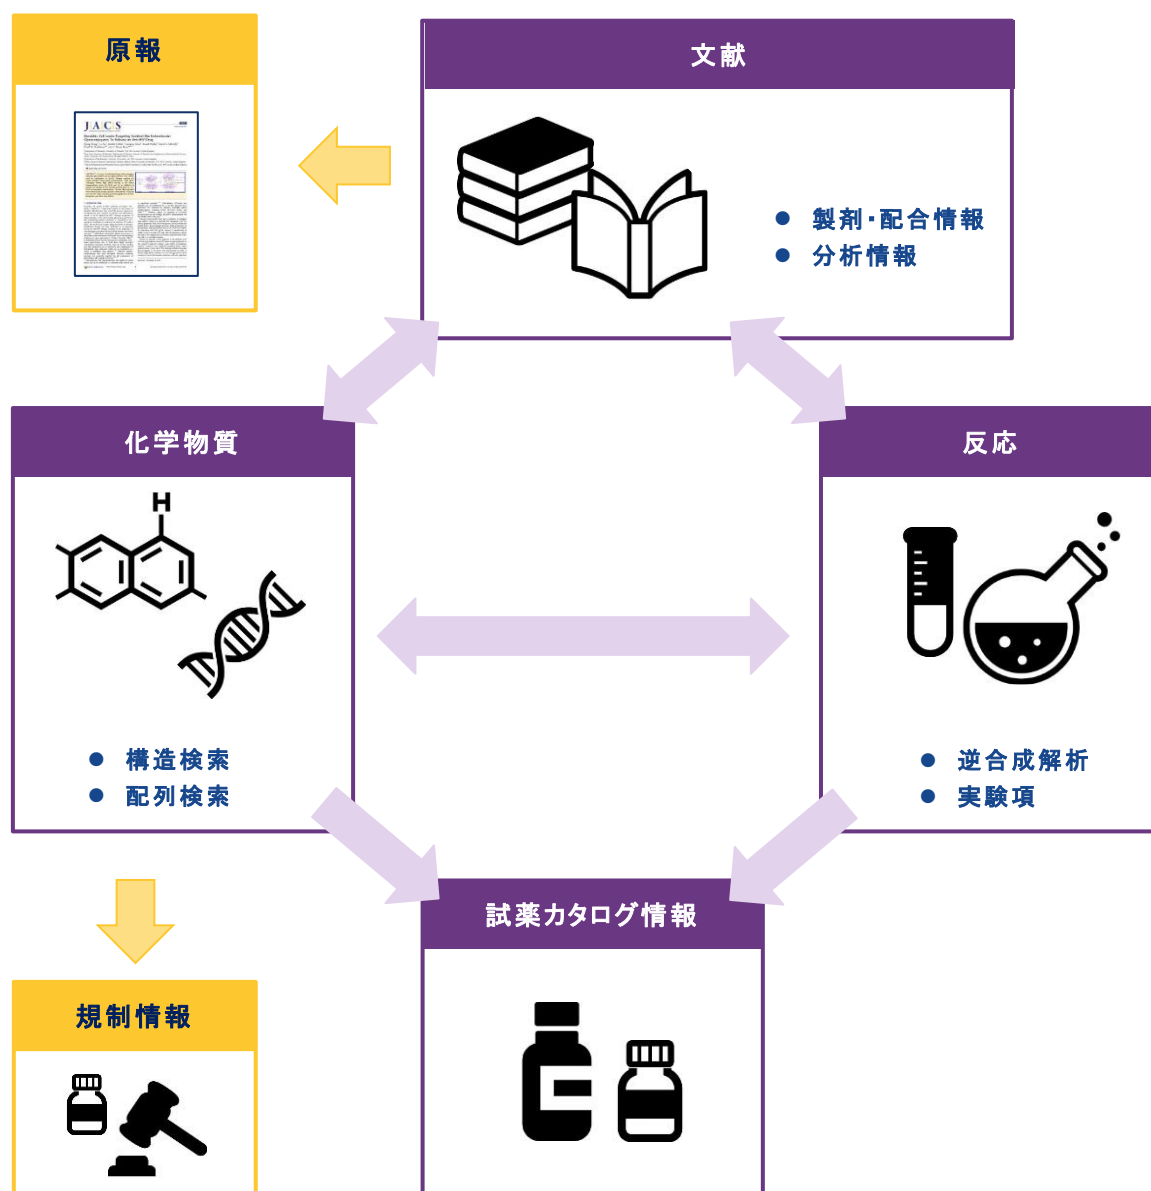 原報
文献
J|A|C|S
製剤・配合情報
分析情報
化学物質
反応
H
構造検索
配列検索
逆合成解析
実験項
試薬カタログ情報
規制情報